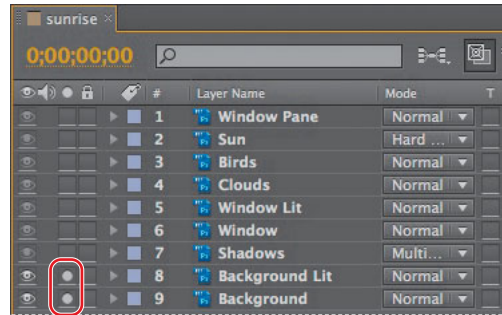 sunrise ×
0;00;00;00
# Layer Name Mode T
1 Window Pane Normal
2 Sun Hard ...
3 Birds Normal
4 Clouds Normal
5 Window Lit Normal
6 Window Normal
7 Shadows Multi...
8 Background Lit Normal
9 Background Normal